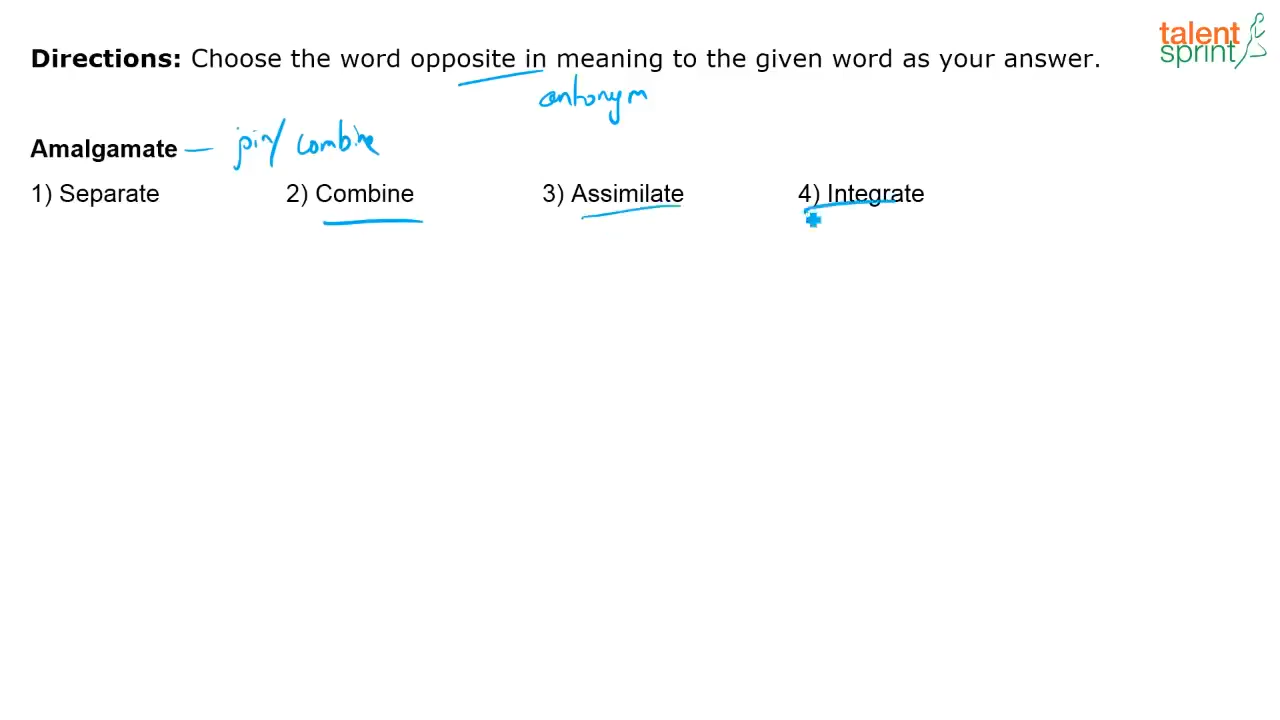 talent
sprint
Directions: Choose the word opposite in meaning to the given word as your answer.
antonym
Amalgamate - join/ combine
1) Separate 2) Combine 3) Assimilate 4) Integrate